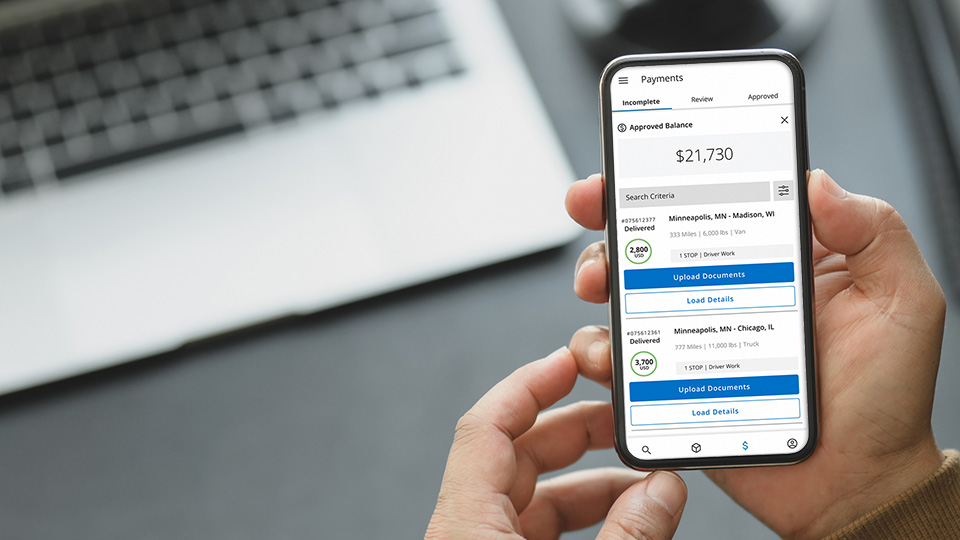 Payments
Incomplete Review Approved
Approved Balance
$21,730
Search Criteria
#075612377 Minneapolis, MN - Madison, WI
Delivered 333 Miles | 6,000 lbs | Van
2,800
USD
1 STOP | Driver Work
Upload Documents
Load Details
#075612361 Minneapolis, MN - Chicago, IL
Delivered 777 Miles | 11,000 lbs | Truck
3,700
USD
1 STOP | Driver Work
Upload Documents
Load Details
$